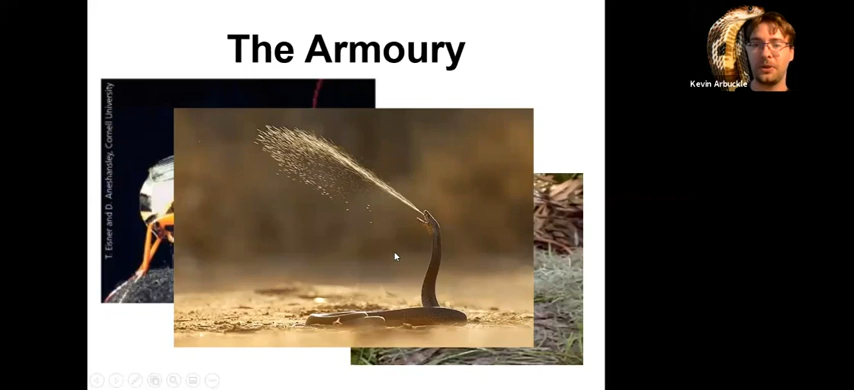 The Armoury
T. Eisner and D. Aneshansley, Cornell University
Kevin Arbuckle